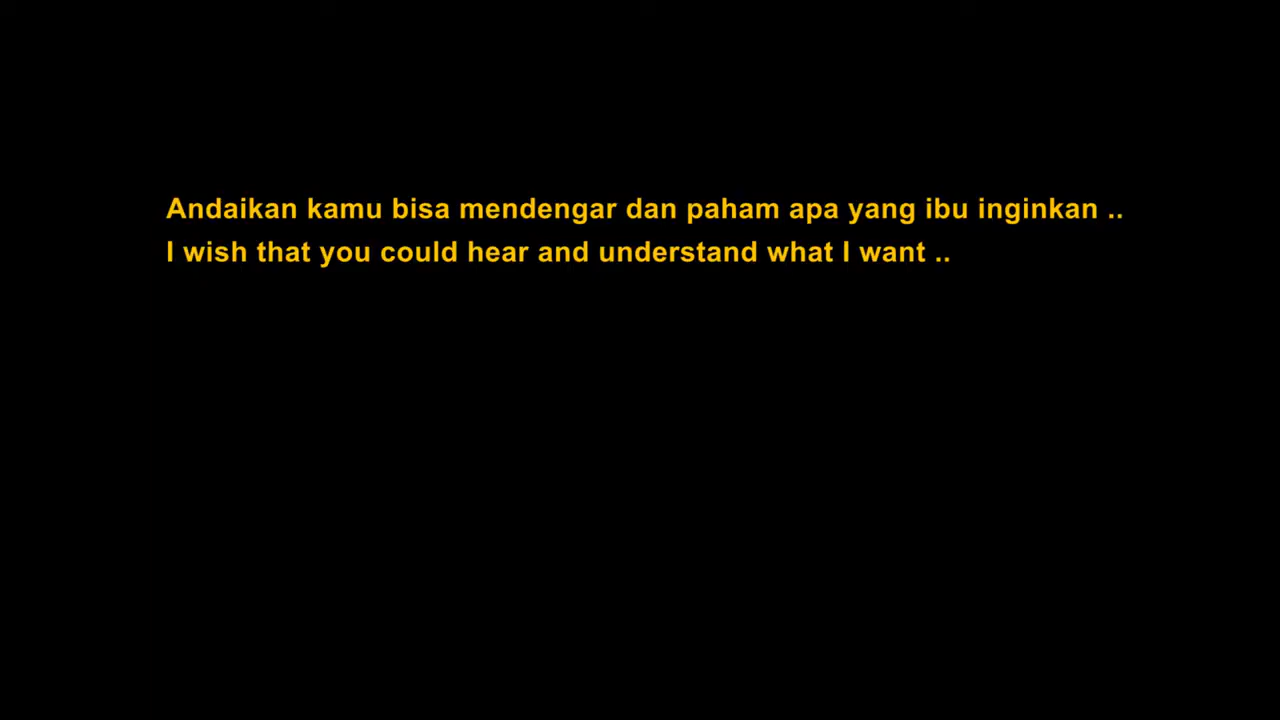 Andaikan kamu bisa mendengar dan paham apa yang ibu inginkan ..
I wish that you could hear and understand what I want ..